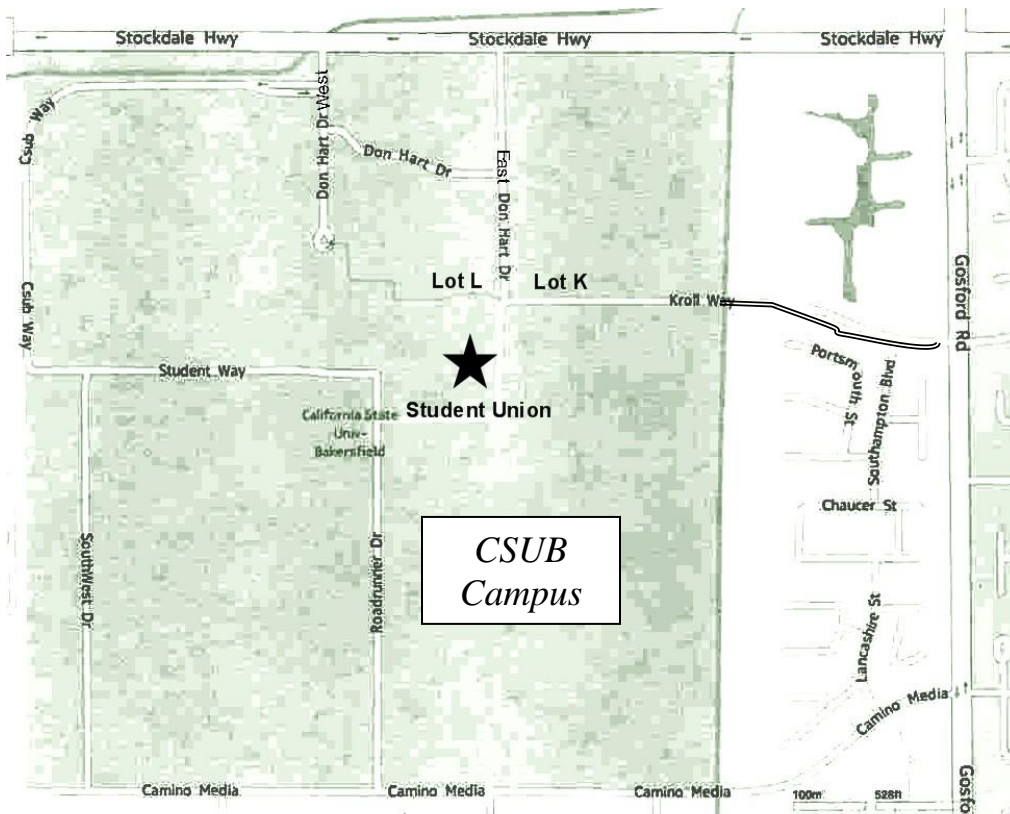 Stockdale Hwy
Stockdale Hwy
Stockdale Hwy
Csub Way
Don Hart Dr West
Don Hart Dr
East Don Hart Dr
Lot L
Lot K
Kroll Way
Gosford Rd
Csub Way
Student Way
Student Union
California State
Univ-
Bakersfield
Portsmouth St
Southampton Blvd
Chaucer St
CSUB
Campus
SouthWest Dr
Roadrunner Dr
Lancashire St
Camino Media
Camino Media
Camino Media
Camino Media
Gosfo
100m
528ft